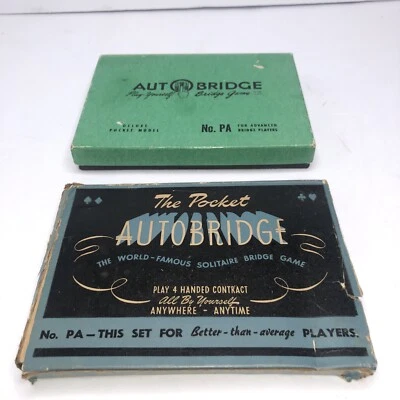 AUTOBRIDGE
Play-Yourself Bridge Game
DELUXE
POCKET MODEL
No. PA
FOR ADVANCED
BRIDGE PLAYERS
The Pocket
AUTOBRIDGE
THE WORLD-FAMOUS SOLITAIRE BRIDGE GAME
PLAY 4 HANDED CONTRACT
All By Yourself
ANYWHERE - ANYTIME
No. PA — THIS SET FOR Better-than-average PLAYERS.